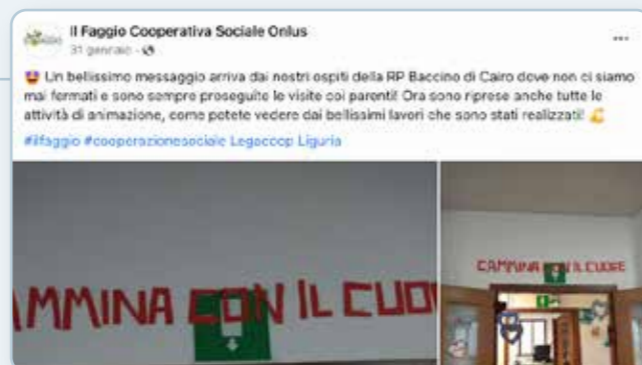 Il Faggio Cooperativa Sociale Onlus
31 gennaio
Un bellissimo messaggio arriva dai nostri ospiti della RP Baccino di Cairo dove non ci siamo
mai fermati e sono sempre proseguite le visite coi parenti! Ora sono riprese anche tutte le
attività di animazione, come potete vedere dai bellissimi lavori che sono stati realizzati!
#ilfaggio #cooperazionesociale Legacoop Liguria
AMMINA CON IL CUO
CAMMINA CON IL CUORE